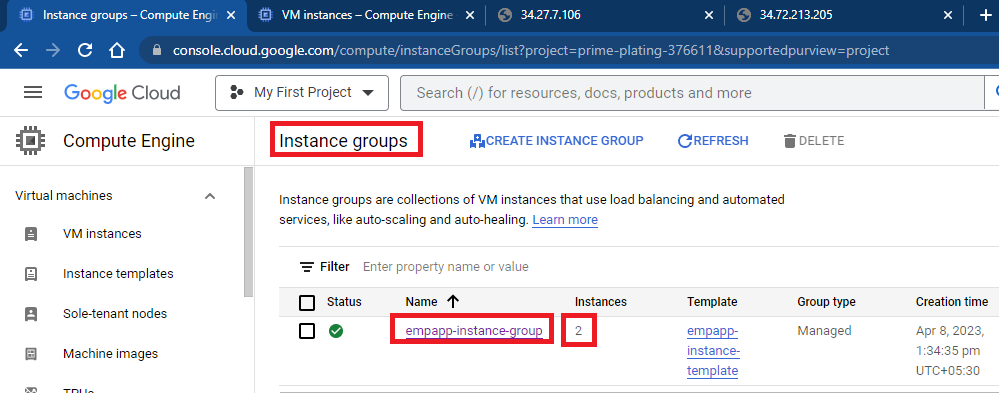 Instance groups – Compute Engin
VM instances – Compute Engine
34.27.7.106
34.72.213.205
console.cloud.google.com/compute/instanceGroups/list?project=prime-plating-376611&supportedpurview=project
Google Cloud
My First Project
Search (/) for resources, docs, products and more
Compute Engine
Instance groups
CREATE INSTANCE GROUP
REFRESH
DELETE
Virtual machines
VM instances
Instance templates
Sole-tenant nodes
Machine images
TPUs
Instance groups are collections of VM instances that use load balancing and automated
services, like auto-scaling and auto-healing. Learn more
Filter Enter property name or value
Status Name Instances Template Group type Creation time
empapp-instance-group 2 empapp- Managed Apr 8, 2023,
instance- 1:34:35 pm
template UTC+05:30